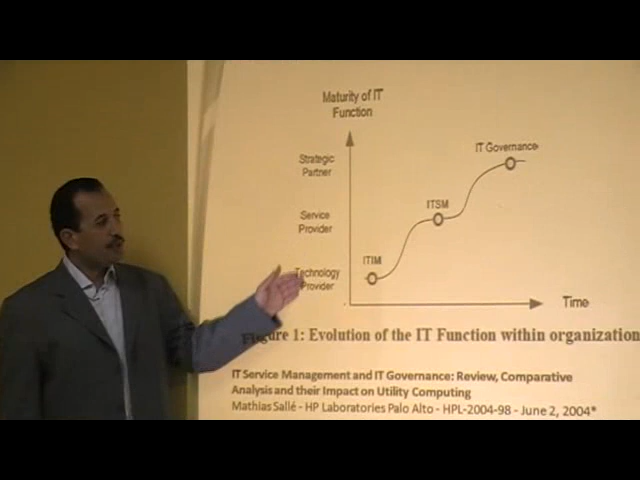 Maturity of IT
Function
Strategic
Partner
IT Governance
Service
Provider
ITSM
ITIM
Technology
Provider
Time
Figure 1: Evolution of the IT Function within organization
IT Service Management and IT Governance: Review, Comparative
Analysis and their Impact on Utility Computing
Mathias Sallé - HP Laboratories Palo Alto - HPL-2004-98 - June 2, 2004*